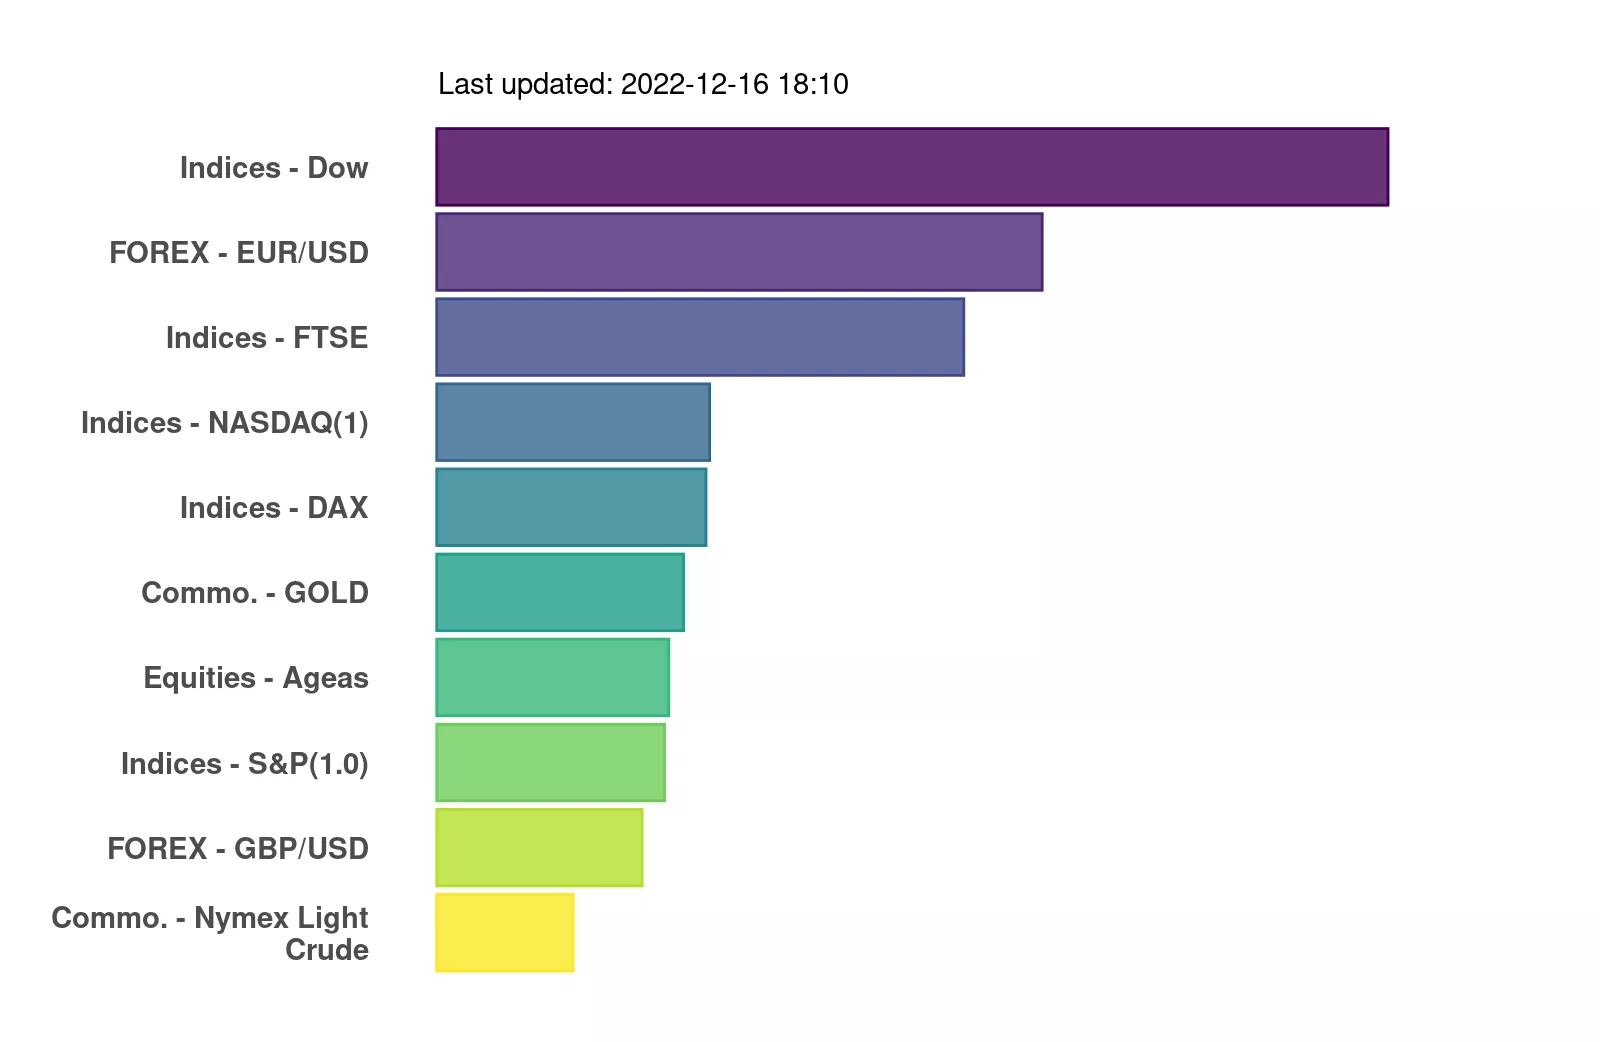 Last updated: 2022-12-16 18:10
Indices - Dow
FOREX - EUR/USD
Indices - FTSE
Indices - NASDAQ(1)
Indices - DAX
Commo. - GOLD
Equities - Ageas
Indices - S&P(1.0)
FOREX - GBP/USD
Commo. - Nymex Light
Crude